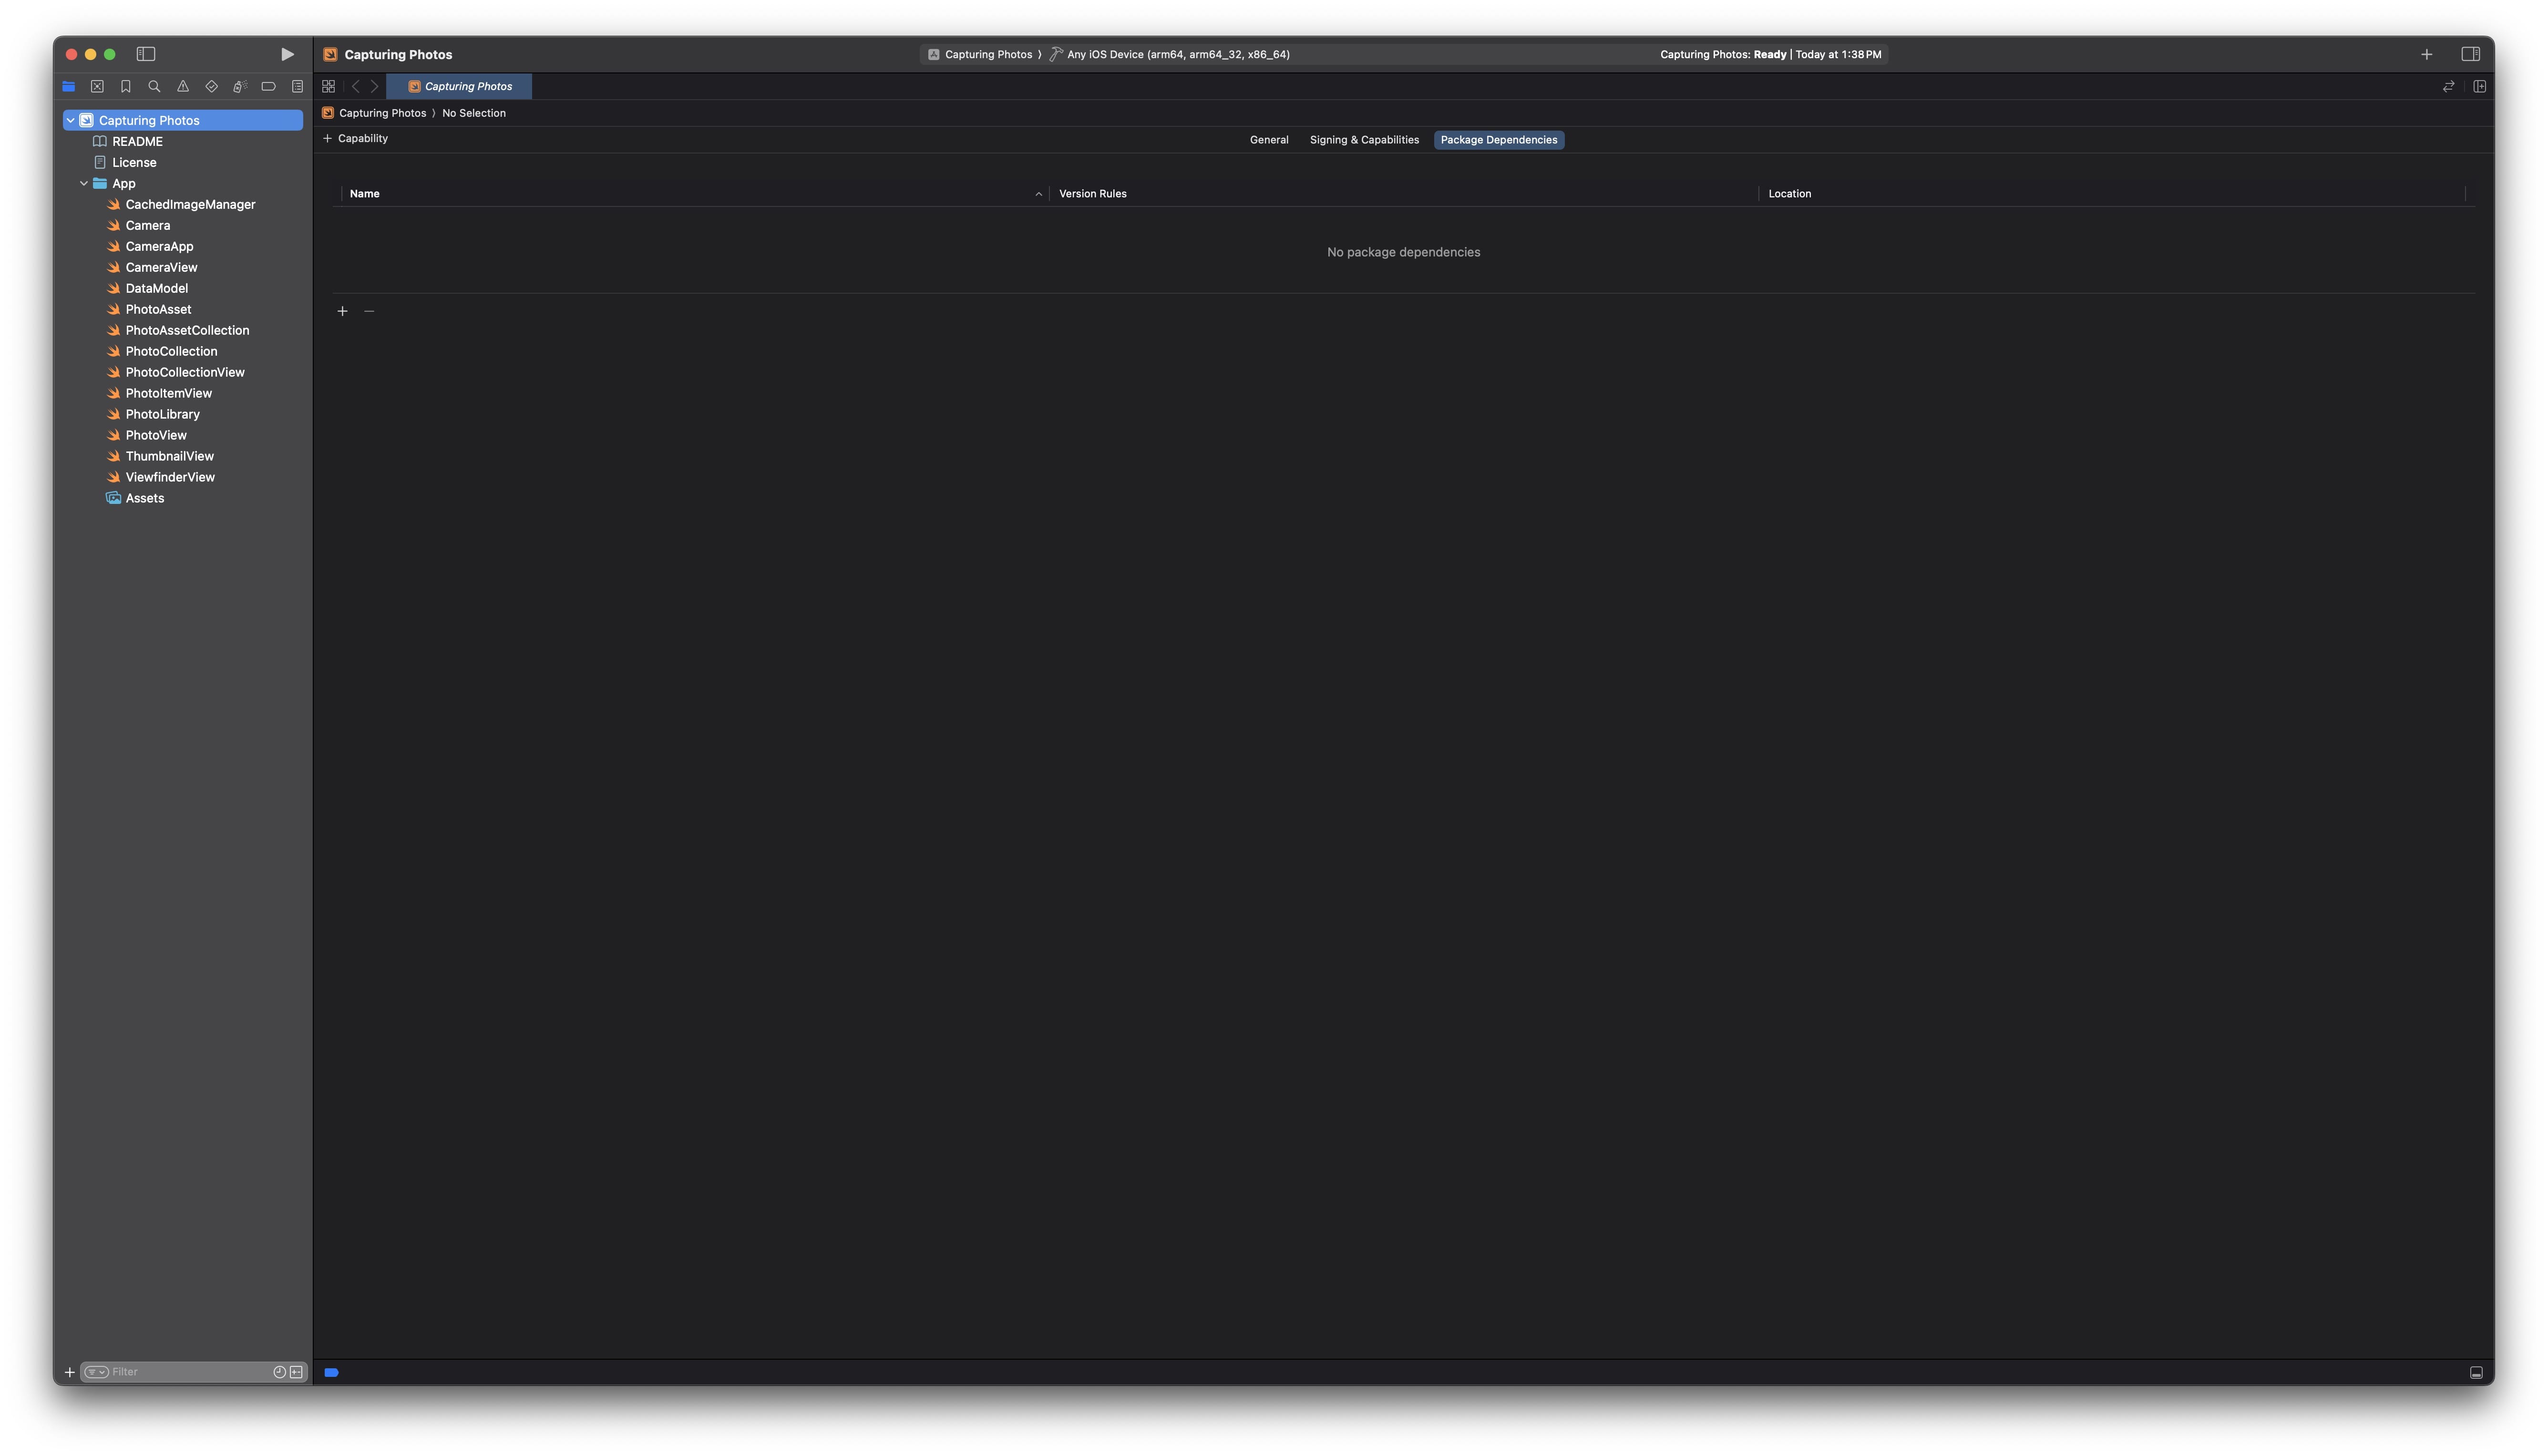 Capturing Photos
Capturing Photos 〉 Any iOS Device (arm64, arm64_32, x86_64)
Capturing Photos: Ready | Today at 1:38 PM
Capturing Photos
Capturing Photos 〉 No Selection
Capability
General
Signing & Capabilities
Package Dependencies
Capturing Photos
README
License
App
CachedImageManager
Camera
CameraApp
CameraView
DataModel
PhotoAsset
PhotoAssetCollection
PhotoCollection
PhotoCollectionView
PhotoItemView
PhotoLibrary
PhotoView
ThumbnailView
ViewfinderView
Assets
Name
Version Rules
Location
No package dependencies
Filter